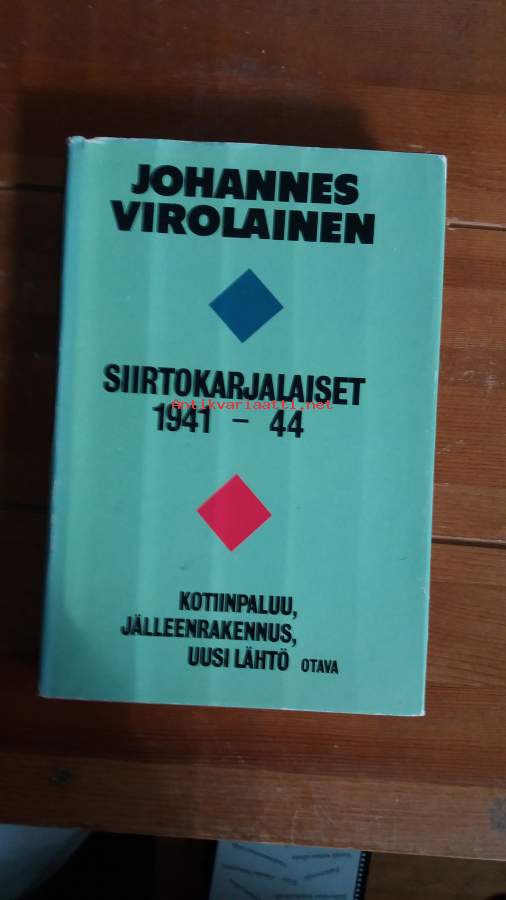 JOHANNES
VIROLAINEN
SIIRTOKARJALAISET
Antikvariaatti.net
1941 – 44
KOTIINPALUU,
JÄLLEENRAKENNUS,
UUSI LÄHTÖ OTAVA